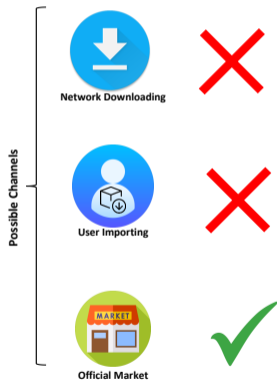 Possible Channels
Network Downloading
User Importing
MARKET
Official Market